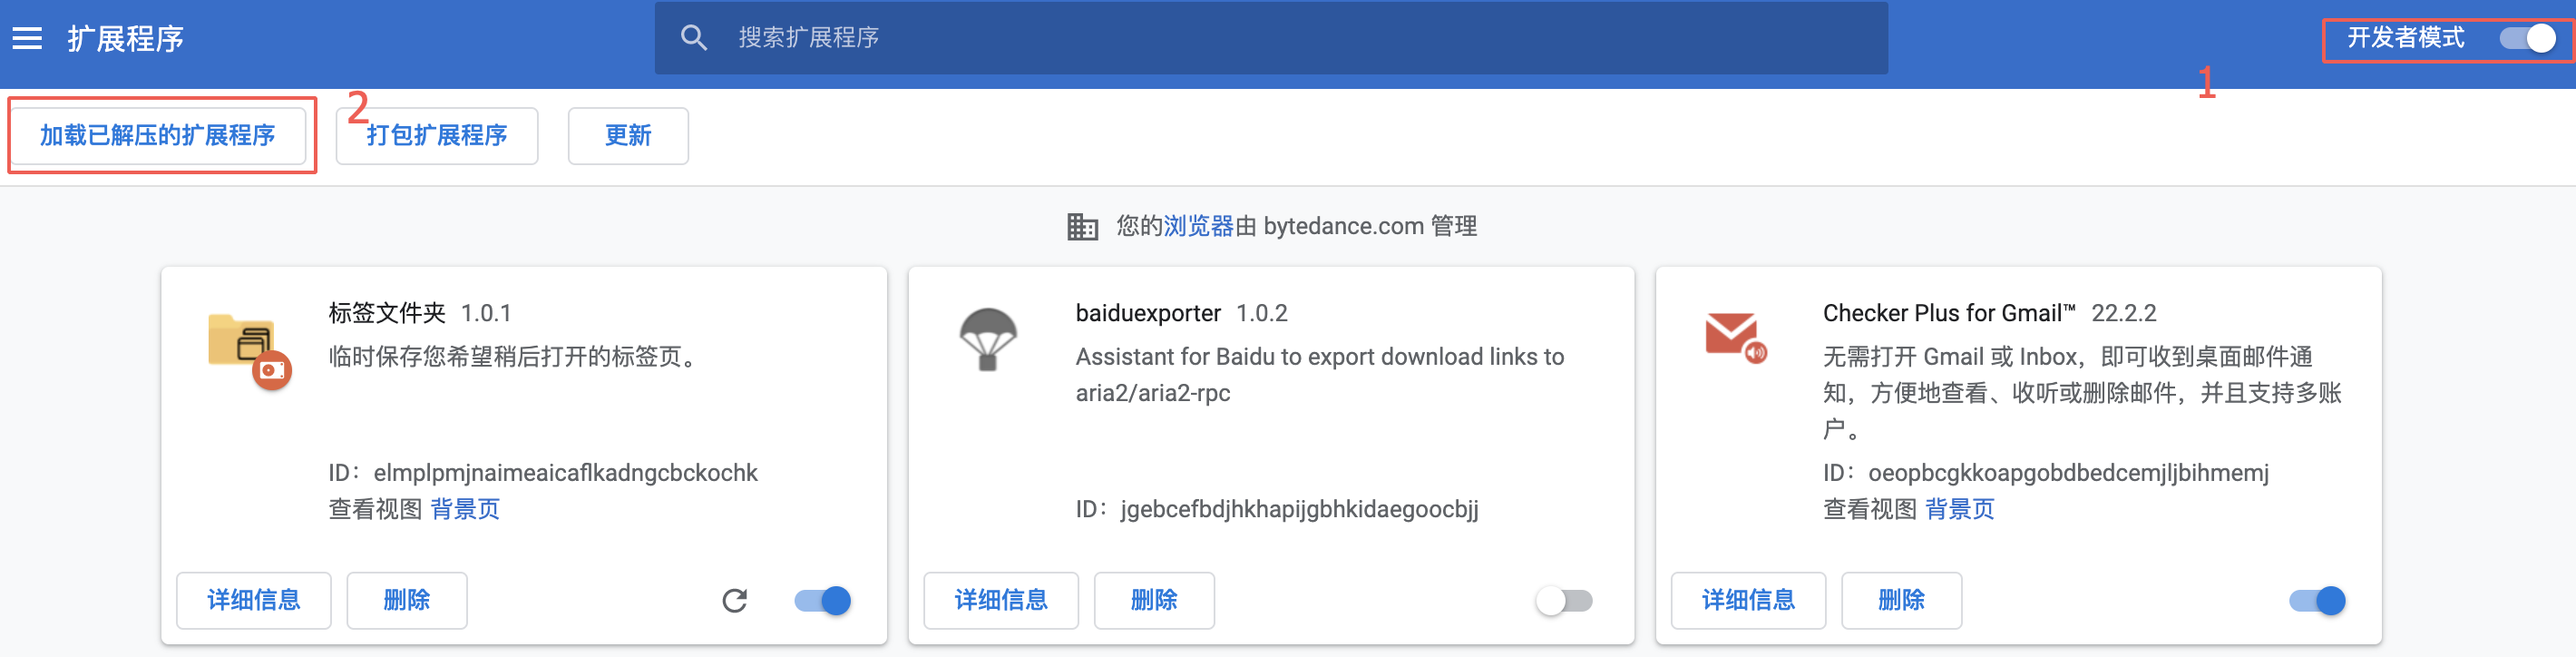 扩展程序
搜索扩展程序
开发者模式
1
加载已解压的扩展程序
2
打包扩展程序
更新
您的浏览器由 bytedance.com 管理
标签文件夹 1.0.1
临时保存您希望稍后打开的标签页。
ID：elmplpmjnaimeaicaflkadngcbckochk
查看视图 背景页
详细信息
删除
baiduexporter 1.0.2
Assistant for Baidu to export download links to
aria2/aria2-rpc
ID：jgebcefbdjhkhapijgbhkidaegoocbjj
详细信息
删除
Checker Plus for Gmail™ 22.2.2
无需打开 Gmail 或 Inbox，即可收到桌面邮件通
知，方便地查看、收听或删除邮件，并且支持多账
户。
ID：oeopbcgkkoapgobdbedcemjljbihmemj
查看视图 背景页
详细信息
删除